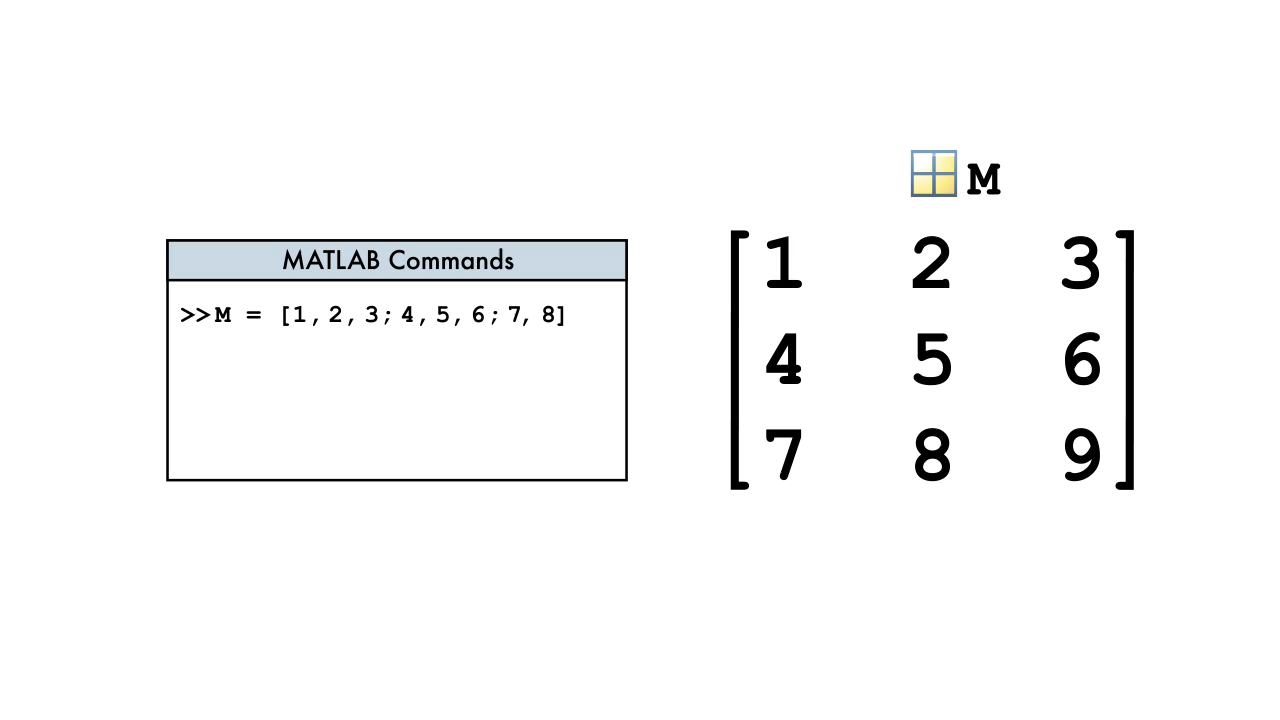 MATLAB Commands
>>M = [1, 2, 3; 4, 5, 6; 7, 8]
M
1 2 3
4 5 6
7 8 9